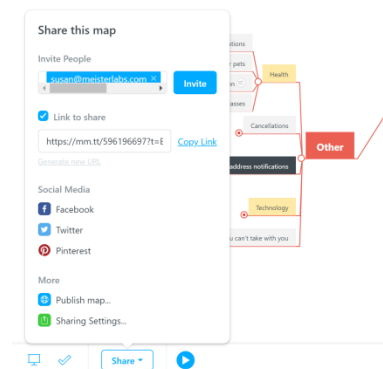 Share this map
Invite People
susan@meisterlabs.com ×
Invite
Link to share
https://mm.tt/596196697?t=E
Copy Link
Generate new URL
Social Media
Facebook
Twitter
Pinterest
More
Publish map...
Sharing Settings...
Share
pets
Health
Cancellations
Other
address notifications
Technology
can't take with you